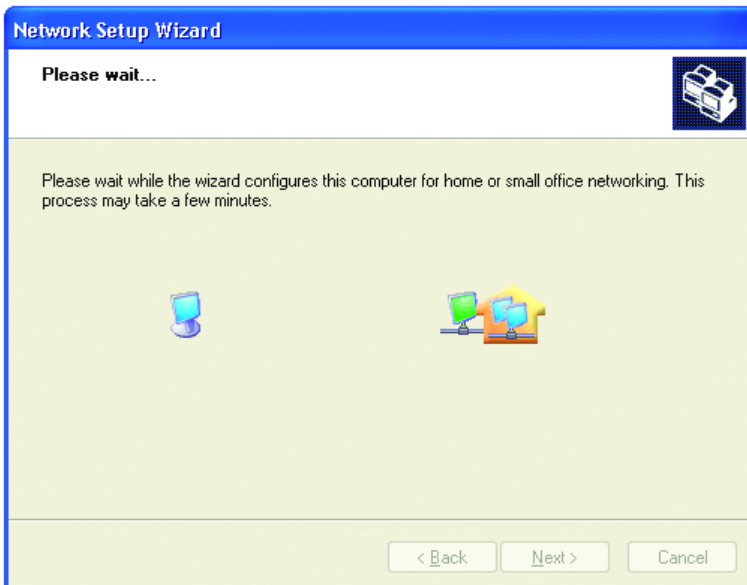 Network Setup Wizard
Please wait...
Please wait while the wizard configures this computer for home or small office networking. This
process may take a few minutes.
< Back
Next >
Cancel